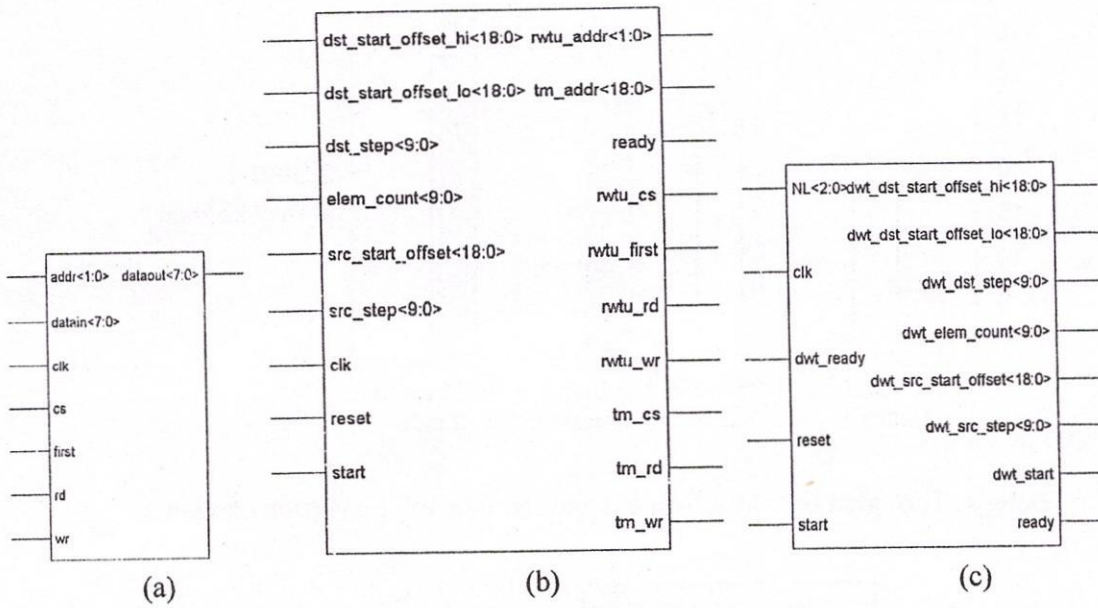 addr<1:0> dataout<7:0>
datain<7:0>
clk
cs
first
rd
wr
(a)
dst_start_offset_hi<18:0> rwtu_addr<1:0>
dst_start_offset_lo<18:0> tm_addr<18:0>
dst_step<9:0>
ready
elem_count<9:0>
rwtu_cs
src_start_offset<18:0>
rwtu_first
src_step<9:0>
rwtu_rd
clk
rwtu_wr
reset
tm_cs
start
tm_rd
tm_wr
(b)
NL<2:0>dwt_dst_start_offset_hi<18:0>
dwt_dst_start_offset_lo<18:0>
clk
dwt_dst_step<9:0>
dwt_elem_count<9:0>
dwt_ready
dwt_src_start_offset<18:0>
dwt_src_step<9:0>
reset
dwt_start
start
ready
(c)